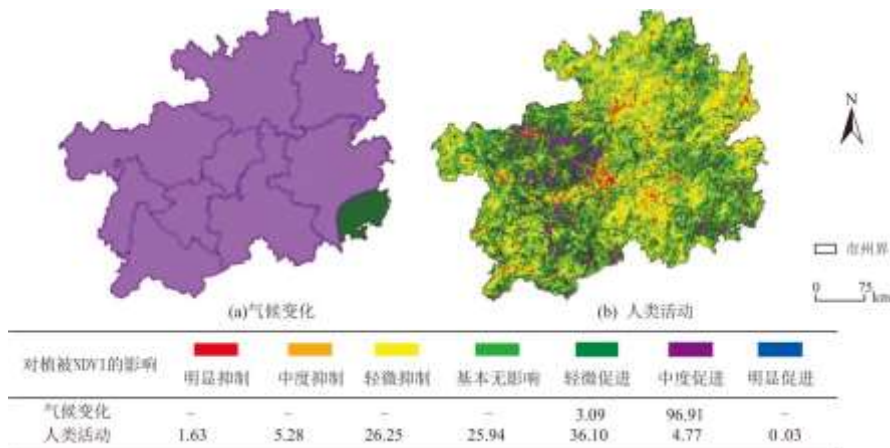 N
市州界
0 75
km
(a)气候变化
(b) 人类活动
对植被NDVI的影响
明显抑制 中度抑制 轻微抑制 基本无影响 轻微促进 中度促进 明显促进
气候变化 – – – – 3.09 96.91 –
人类活动 1.63 5.28 26.25 25.94 36.10 4.77 0.03